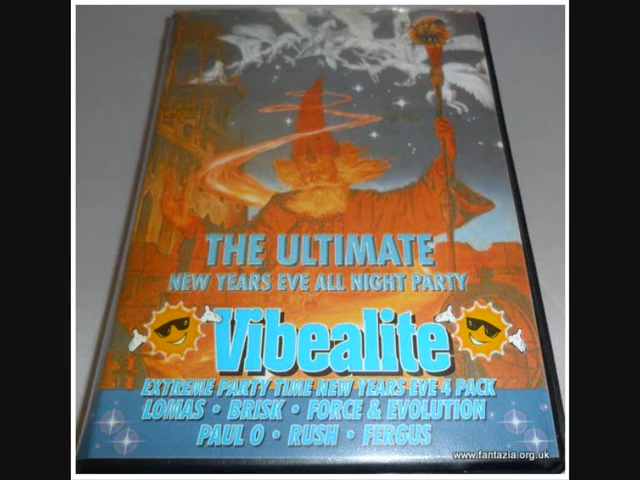 THE ULTIMATE
NEW YEARS EVE ALL NIGHT PARTY
Vibealite
EXTREME PARTY TIME NEW YEARS EVE 4 PACK
LOMAS • BRISK • FORCE & EVOLUTION
PAUL O • RUSH • FERGUS
www.fantazia.org.uk